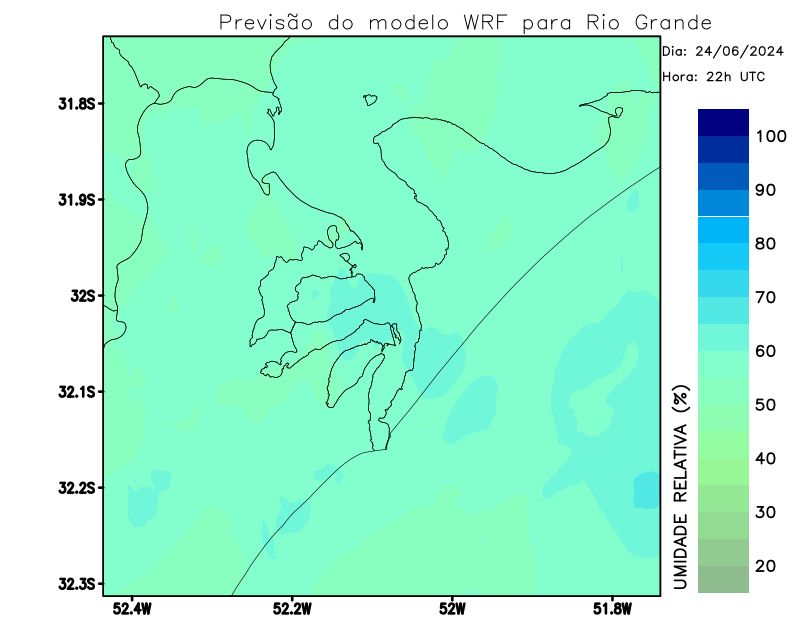 Previsão do modelo WRF para Rio Grande
Dia: 24/06/2024
Hora: 22h UTC
31.8S
31.9S
32S
32.1S
32.2S
32.3S
52.4W
52.2W
52W
51.8W
100
90
80
70
60
50
40
30
20
UMIDADE RELATIVA (%)